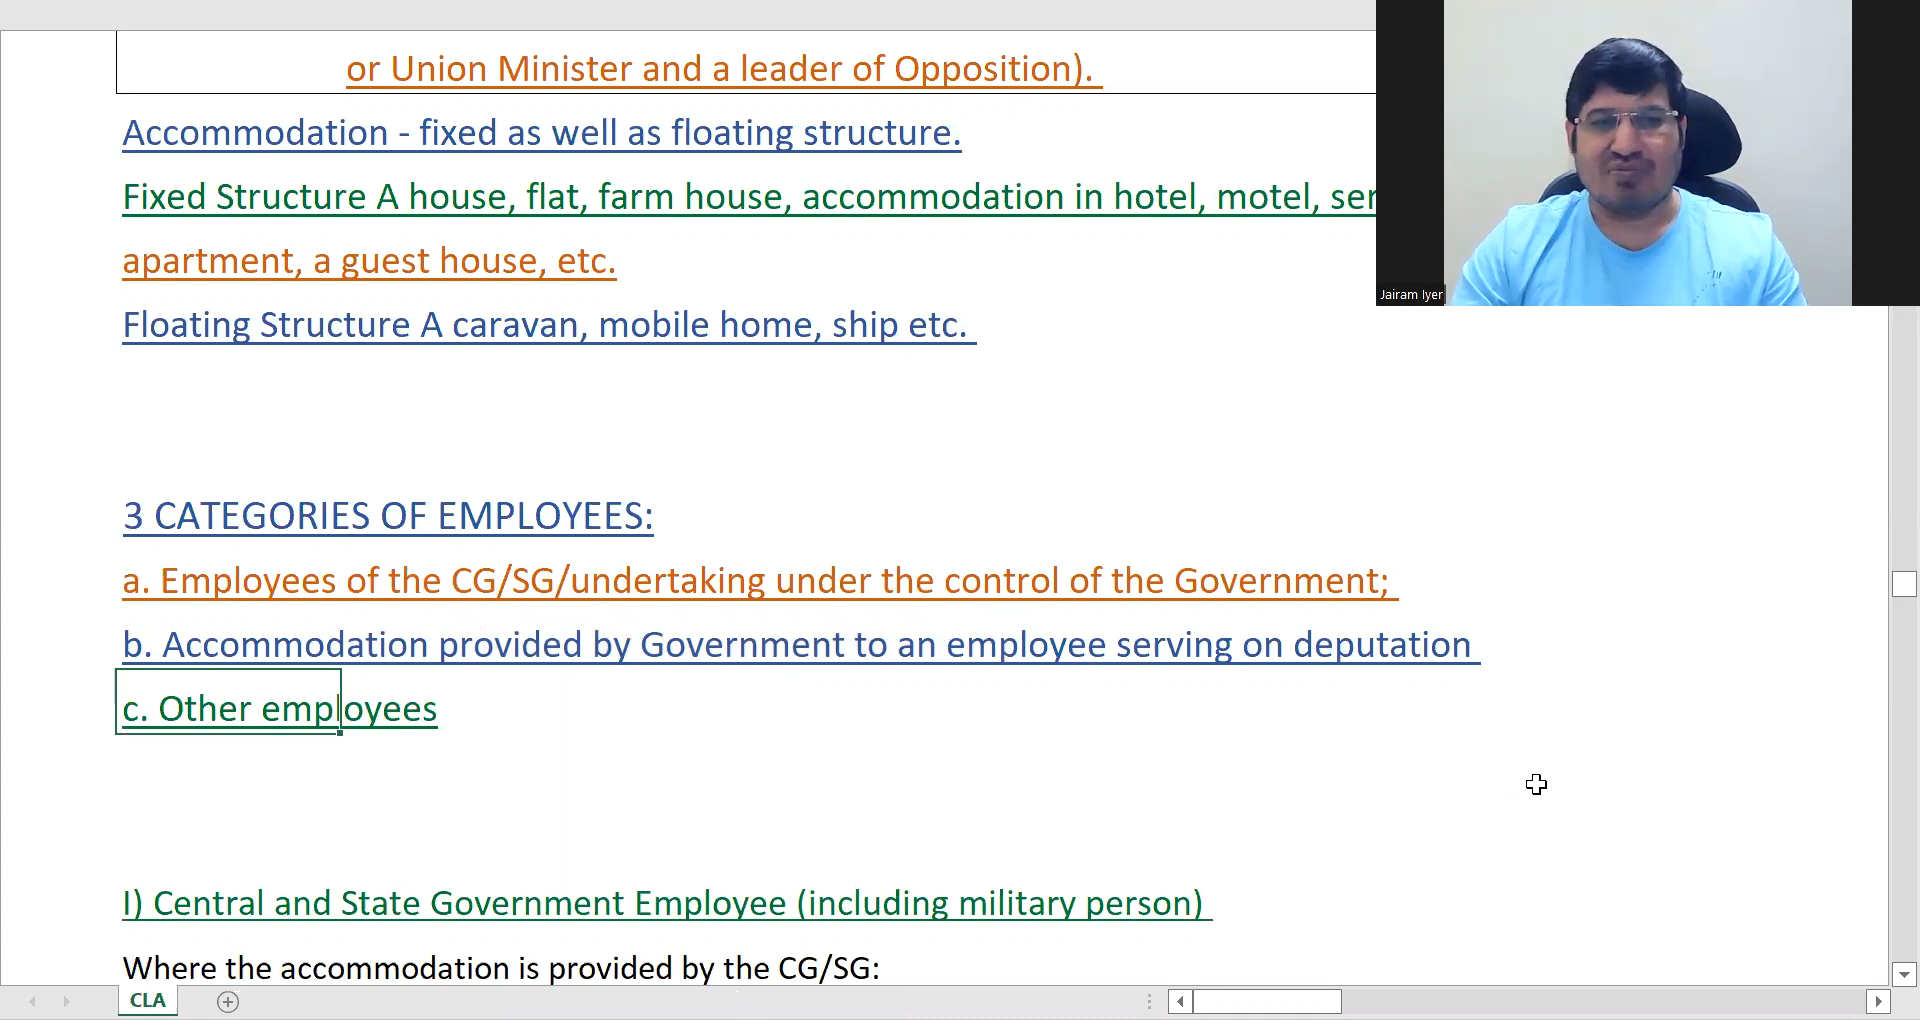 or Union Minister and a leader of Opposition).
Accommodation - fixed as well as floating structure.
Fixed Structure A house, flat, farm house, accommodation in hotel, motel,
apartment, a guest house, etc.
Floating Structure A caravan, mobile home, ship etc.
Jairam Iyer
3 CATEGORIES OF EMPLOYEES:
a. Employees of the CG/SG/undertaking under the control of the Government;
b. Accommodation provided by Government to an employee serving on deputation
c. Other employees
I) Central and State Government Employee (including military person)
Where the accommodation is provided by the CG/SG:
CLA